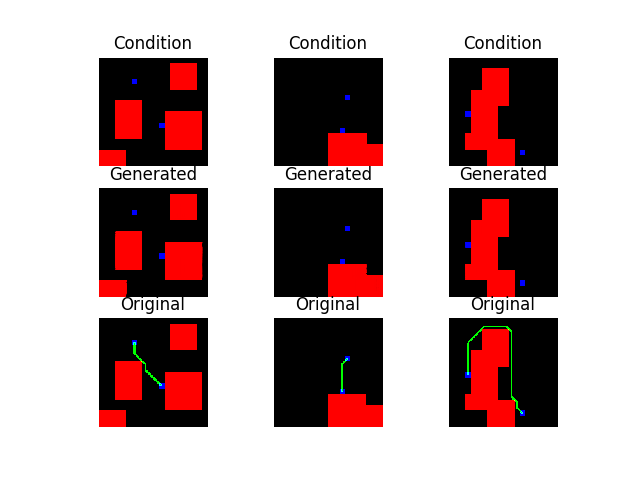 Condition Condition Condition
Generated Generated Generated
Original Original Original